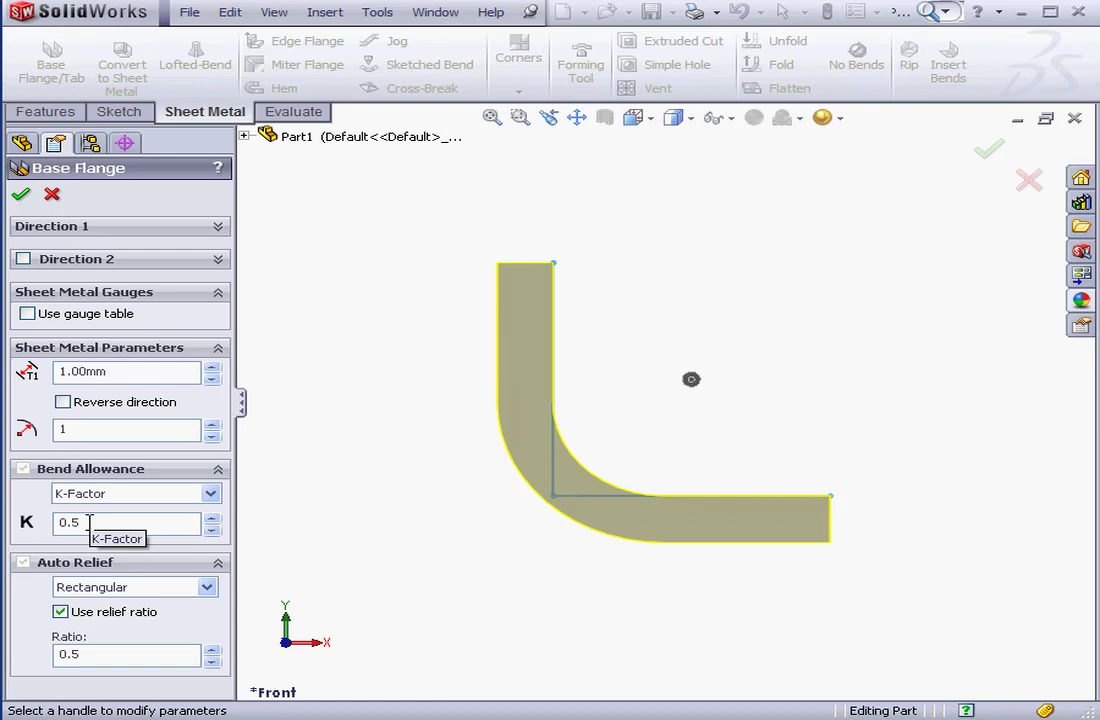 SolidWorks File Edit View Insert Tools Window Help ...
Base Flange/Tab
Convert to Sheet Metal
Lofted-Bend
Edge Flange
Miter Flange
Hem
Jog
Sketched Bend
Cross-Break
Corners
Forming Tool
Extruded Cut
Simple Hole
Vent
Unfold
Fold
Flatten
No Bends
Rip
Insert Bends
Features Sketch Sheet Metal Evaluate
Part1 (Default<<Default>_...
Base Flange ?
Direction 1
Direction 2
Sheet Metal Gauges
Use gauge table
Sheet Metal Parameters
T1 1.00mm
Reverse direction
1
Bend Allowance
K-Factor
K 0.5
K-Factor
Auto Relief
Rectangular
Use relief ratio
Ratio:
0.5
Y
X
*Front
Select a handle to modify parameters Editing Part ?